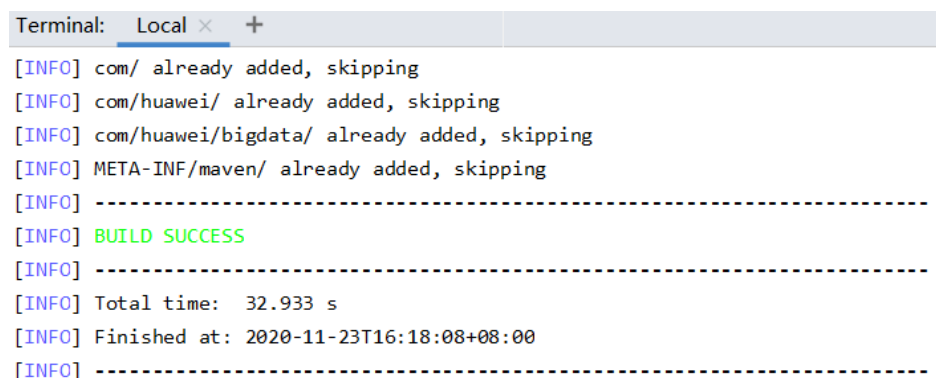 Terminal: Local × +
[INFO] com/ already added, skipping
[INFO] com/huawei/ already added, skipping
[INFO] com/huawei/bigdata/ already added, skipping
[INFO] META-INF/maven/ already added, skipping
[INFO] ------------------------------------------------------------------------
[INFO] BUILD SUCCESS
[INFO] ------------------------------------------------------------------------
[INFO] Total time:  32.933 s
[INFO] Finished at: 2020-11-23T16:18:08+08:00
[INFO] ------------------------------------------------------------------------